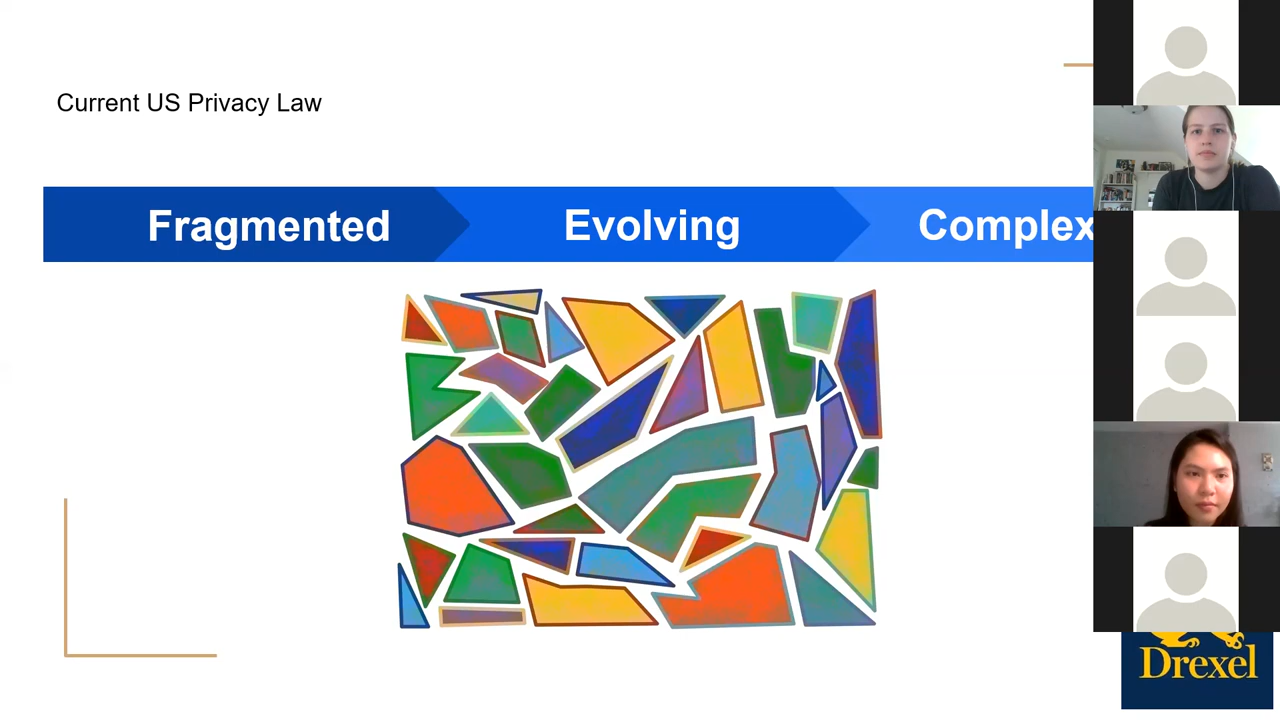 Current US Privacy Law
Fragmented
Evolving
Complex
Drexel